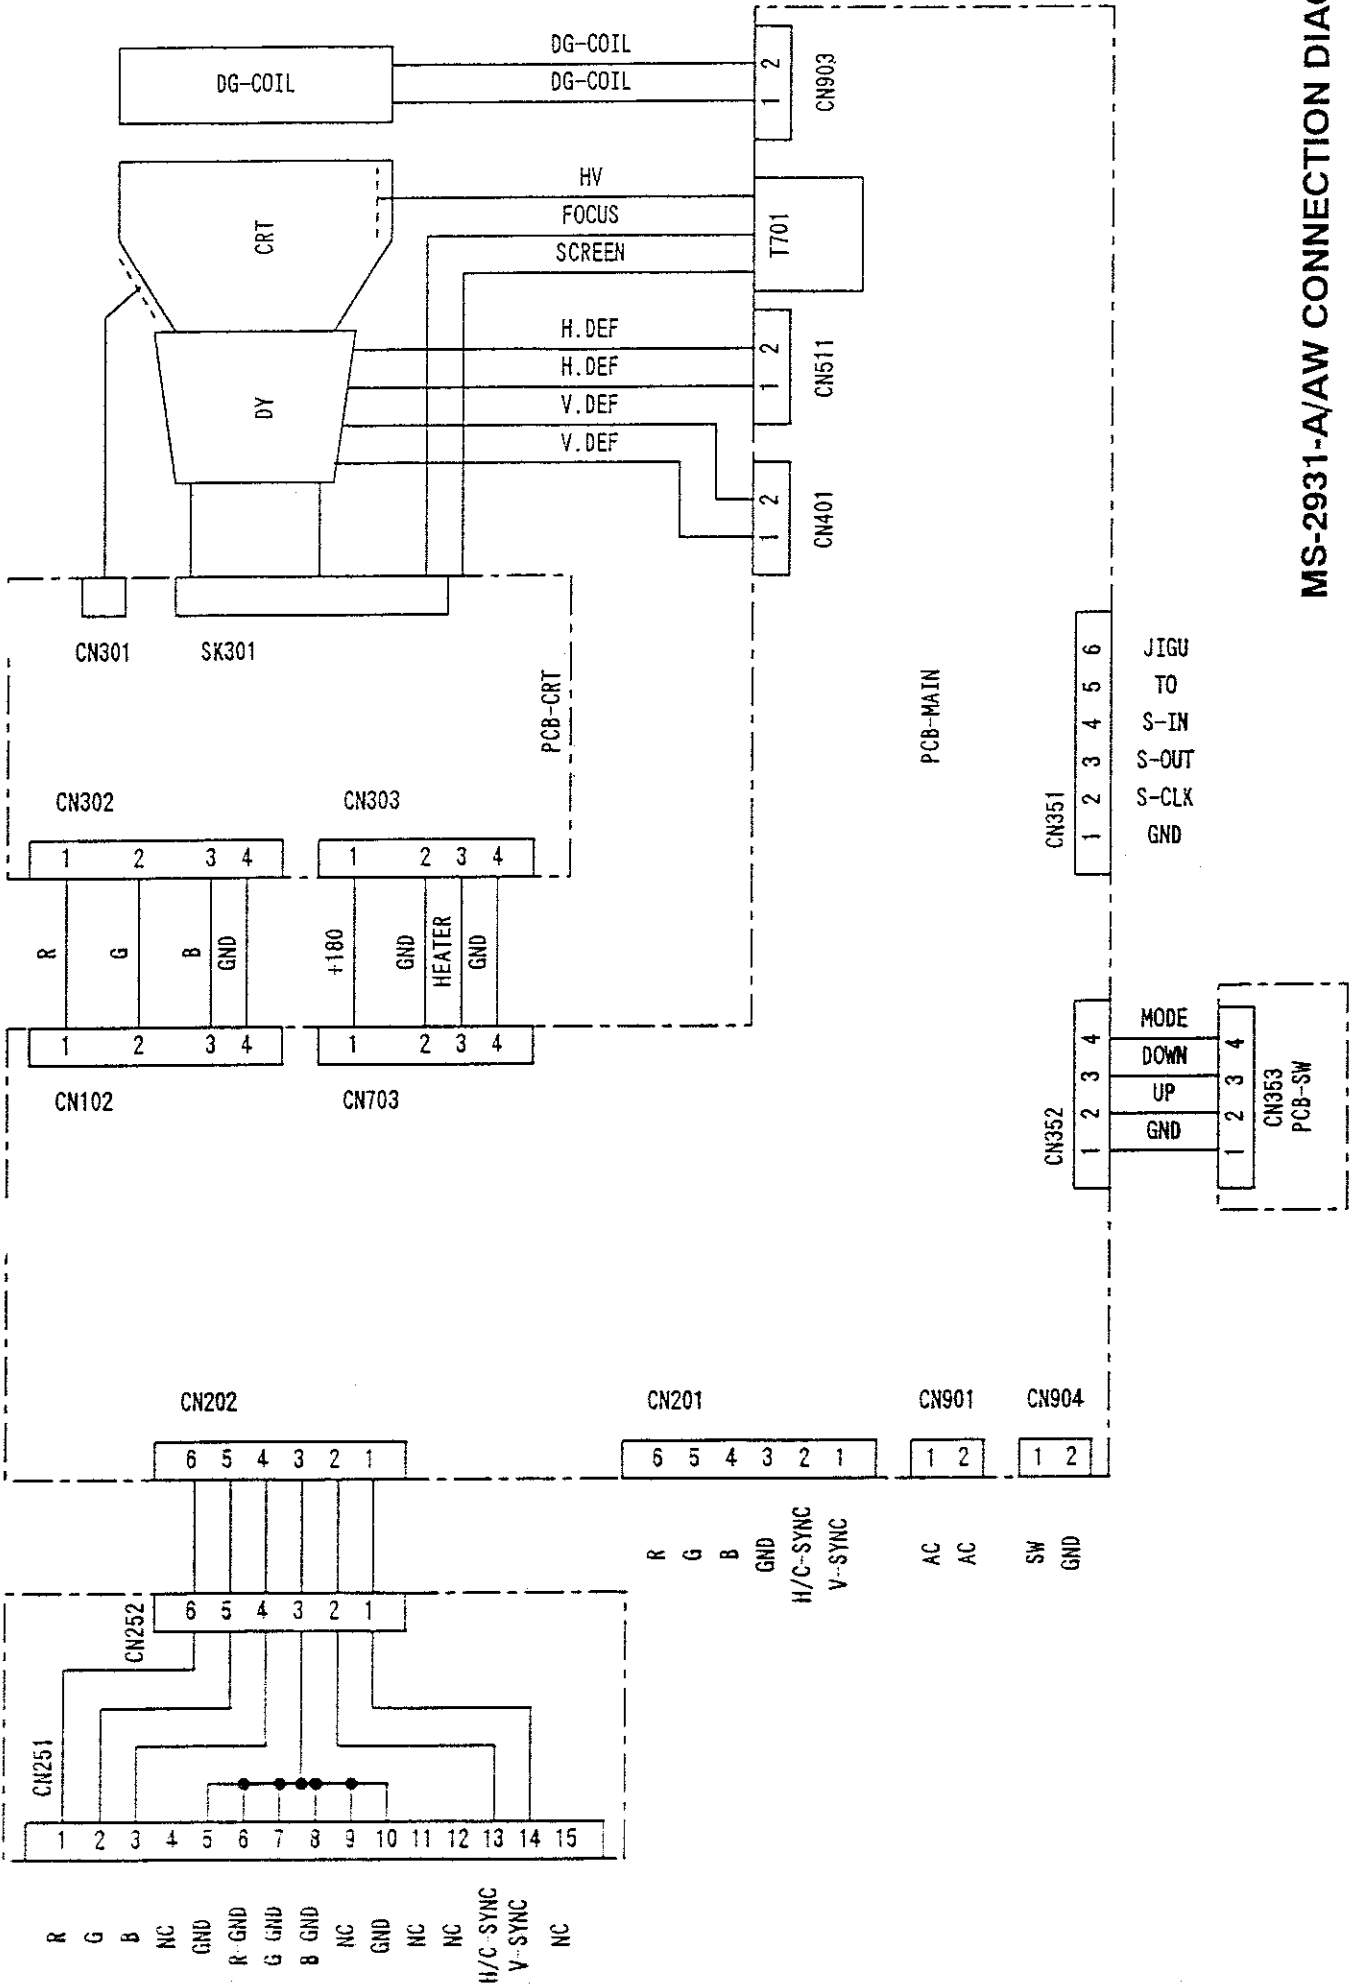 MS-2931-A/AW CONNECTION DIAG
DG-COIL
DG-COIL
DG-COIL
2
1
CN903
CRT
HV
FOCUS
SCREEN
T701
DY
H.DEF
H.DEF
V.DEF
V.DEF
2
1
CN511
2
1
CN401
CN301
SK301
PCB-CRT
PCB-MAIN
CN302
1 2 3 4
CN303
1 2 3 4
R
G
B
GND
+180
GND
HEATER
GND
1 2 3 4
CN102
1 2 3 4
CN703
CN351
6 JIGU
5 TO
4 S-IN
3 S-OUT
2 S-CLK
1 GND
CN352
4 MODE 4
3 DOWN 3
2 UP 2
1 GND 1
CN353
PCB-SW
CN202
6 5 4 3 2 1
CN201
6 5 4 3 2 1
R
G
B
GND
H/C-SYNC
V-SYNC
CN901
1 2
AC
AC
CN904
1 2
SW
GND
CN252
6 5 4 3 2 1
CN251
1 2 3 4 5 6 7 8 9 10 11 12 13 14 15
R
G
B
NC
GND
R-GND
G GND
B GND
NC
GND
NC
NC
H/C-SYNC
V-SYNC
NC